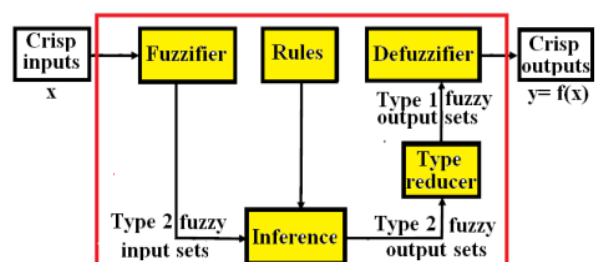 Crisp
inputs
x
Fuzzifier
Rules
Defuzzifier
Crisp
outputs
y= f(x)
Type 1 fuzzy
output sets
Type
reducer
Type 2 fuzzy
input sets
Inference
Type 2 fuzzy
output sets